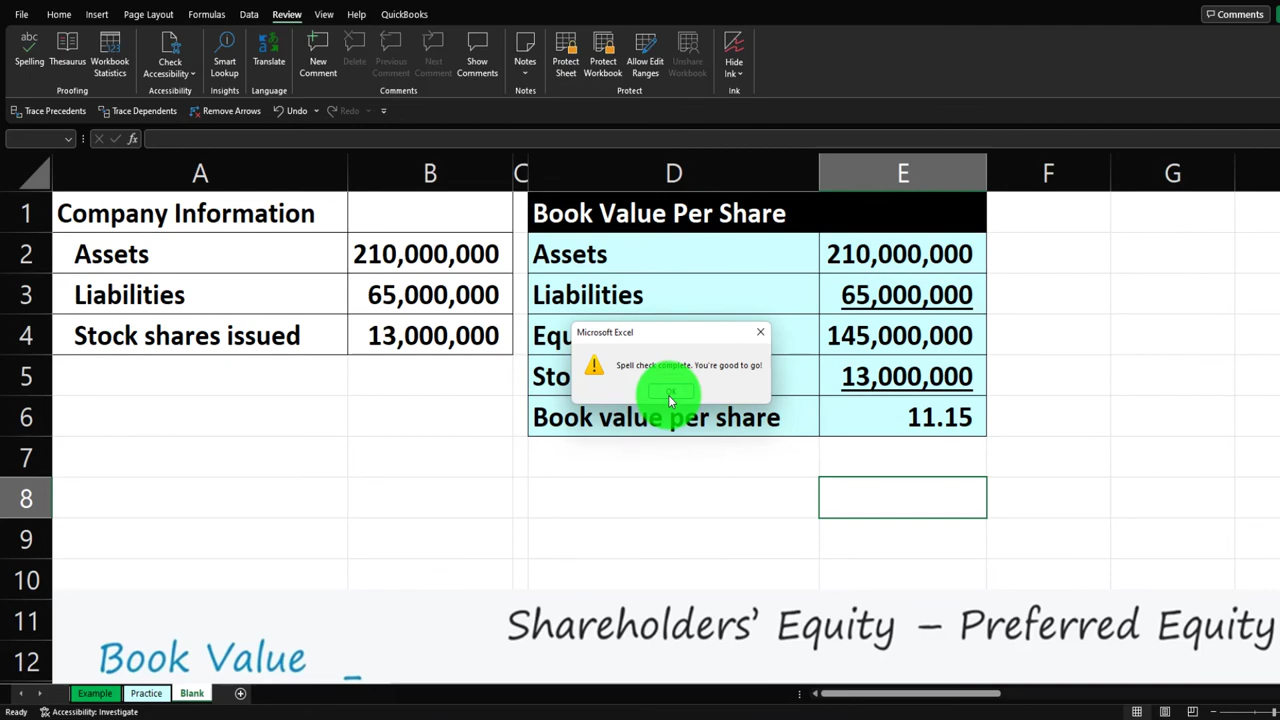 File Home Insert Page Layout Formulas Data Review View Help QuickBooks Comments
abc
Spelling Thesaurus Workbook Statistics Check Accessibility Smart Lookup Translate New Comment Delete Previous Comment Next Comment Show Comments Notes Protect Sheet Protect Workbook Allow Edit Ranges Unshare Workbook Hide Ink
Proofing Accessibility Insights Language Comments Notes Protect Ink
Trace Precedents Trace Dependents Remove Arrows Undo Redo
fx
A B C D E F G
1 Company Information Book Value Per Share
2 Assets 210,000,000 Assets 210,000,000
3 Liabilities 65,000,000 Liabilities 65,000,000
4 Stock shares issued 13,000,000 Equ 145,000,000
Microsoft Excel
Spell check complete. You're good to go!
OK
5 Sto 13,000,000
6 Book value per share 11.15
7
8
9
10
11 Shareholders' Equity – Preferred Equity
12 Book Value =
Example Practice Blank
Ready Accessibility: Investigate